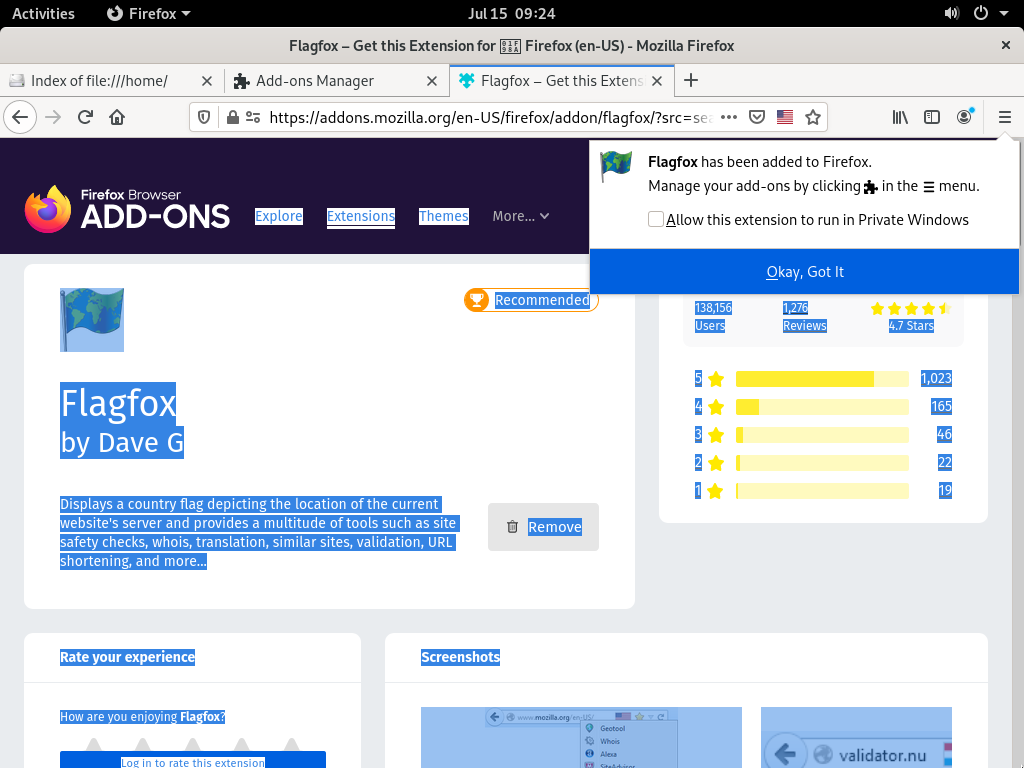 Activities
Firefox
Jul 15 09:24
Flagfox – Get this Extension for 01F98A Firefox (en-US) - Mozilla Firefox
Index of file:///home/
Add-ons Manager
Flagfox – Get this Extens
https://addons.mozilla.org/en-US/firefox/addon/flagfox/?src=sea
Flagfox has been added to Firefox.
Manage your add-ons by clicking in the menu.
Allow this extension to run in Private Windows
Okay, Got It
Firefox Browser
ADD-ONS
Explore
Extensions
Themes
More...
Recommended
138,156
Users
1,276
Reviews
4.7 Stars
5 1,023
4 165
3 46
2 22
1 19
Flagfox
by Dave G
Displays a country flag depicting the location of the current
website's server and provides a multitude of tools such as site
safety checks, whois, translation, similar sites, validation, URL
shortening, and more...
Remove
Rate your experience
How are you enjoying Flagfox?
Log in to rate this extension
Screenshots
www.mozilla.org/en-US/
Geotool
Whois
Alexa
SiteAdvisor
validator.nu